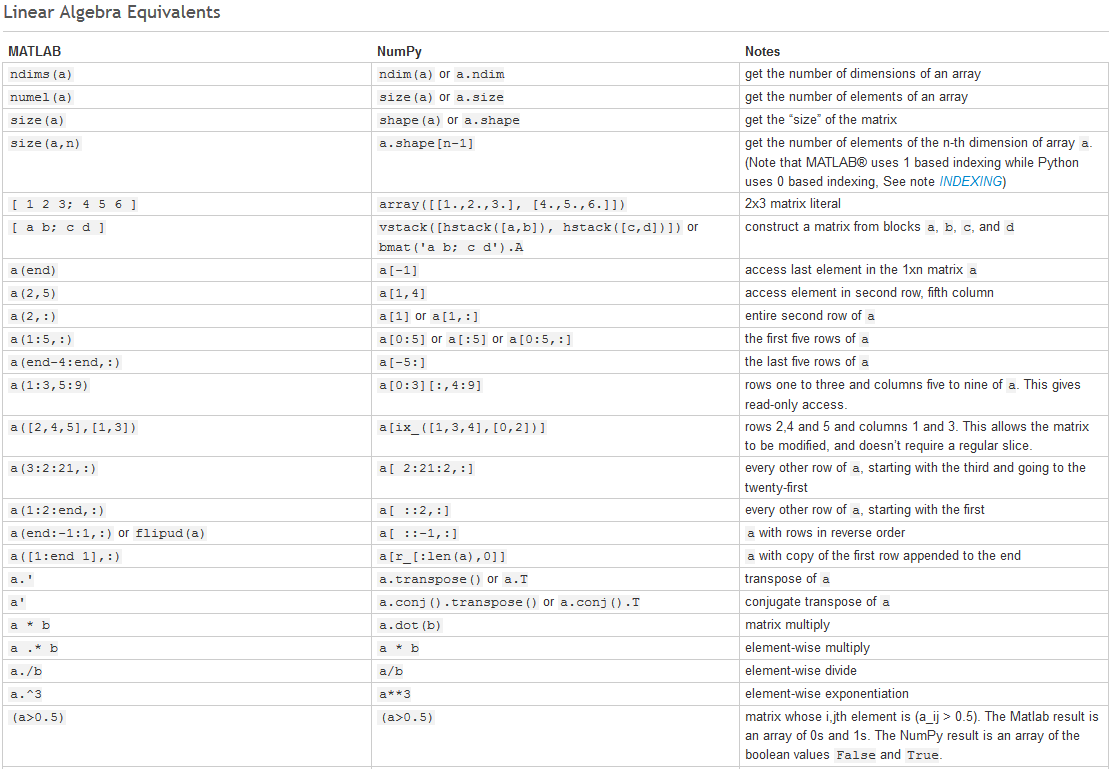 Linear Algebra Equivalents
MATLAB NumPy Notes
ndims(a) ndim(a) or a.ndim get the number of dimensions of an array
numel(a) size(a) or a.size get the number of elements of an array
size(a) shape(a) or a.shape get the “size” of the matrix
size(a,n) a.shape[n-1] get the number of elements of the n-th dimension of array a.
(Note that MATLAB® uses 1 based indexing while Python
uses 0 based indexing, See note INDEXING)
[ 1 2 3; 4 5 6 ] array([[1.,2.,3.], [4.,5.,6.]]) 2x3 matrix literal
[ a b; c d ] vstack([hstack([a,b]), hstack([c,d])]) or construct a matrix from blocks a, b, c, and d
bmat('a b; c d').A
a(end) a[-1] access last element in the 1xn matrix a
a(2,5) a[1,4] access element in second row, fifth column
a(2,:) a[1] or a[1,:] entire second row of a
a(1:5,:) a[0:5] or a[:5] or a[0:5,:] the first five rows of a
a(end-4:end,:) a[-5:] the last five rows of a
a(1:3,5:9) a[0:3][:,4:9] rows one to three and columns five to nine of a. This gives
read-only access.
a([2,4,5],[1,3]) a[ix_([1,3,4],[0,2])] rows 2,4 and 5 and columns 1 and 3. This allows the matrix
to be modified, and doesn’t require a regular slice.
a(3:2:21,:) a[ 2:21:2,:] every other row of a, starting with the third and going to the
twenty-first
a(1:2:end,:) a[ ::2,:] every other row of a, starting with the first
a(end:-1:1,:) or flipud(a) a[ ::-1,:] a with rows in reverse order
a([1:end 1],:) a[r_[:len(a),0]] a with copy of the first row appended to the end
a.' a.transpose() or a.T transpose of a
a' a.conj().transpose() or a.conj().T conjugate transpose of a
a * b a.dot(b) matrix multiply
a .* b a * b element-wise multiply
a./b a/b element-wise divide
a.^3 a**3 element-wise exponentiation
(a>0.5) (a>0.5) matrix whose i,jth element is (a_ij > 0.5). The Matlab result is
an array of 0s and 1s. The NumPy result is an array of the
boolean values False and True.